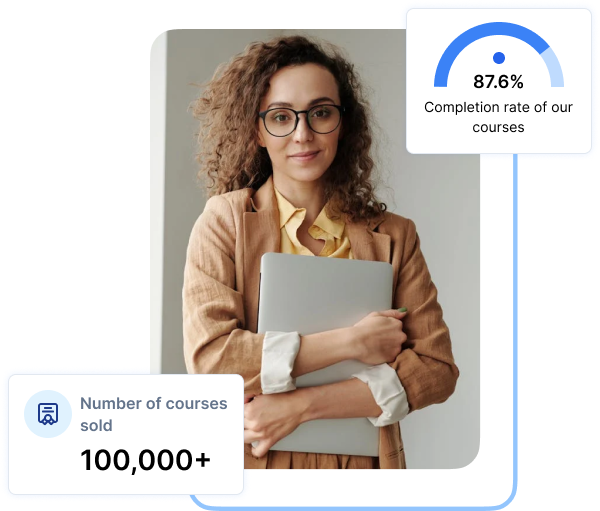 87.6%
Completion rate of our
courses
Number of courses
sold
100,000+